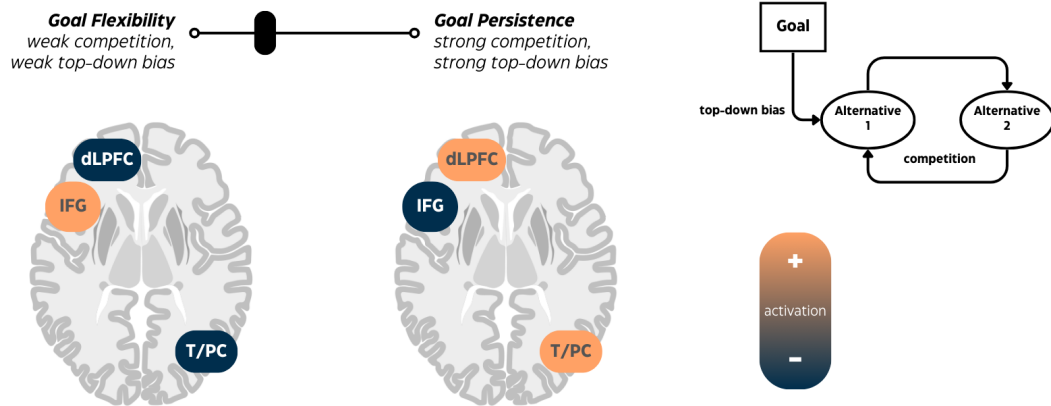 Goal Flexibility
weak competition,
weak top-down bias
Goal Persistence
strong competition,
strong top-down bias
Goal
top-down bias
Alternative
1
Alternative
2
competition
dLPFC
IFG
T/PC
dLPFC
IFG
T/PC
+
activation
-